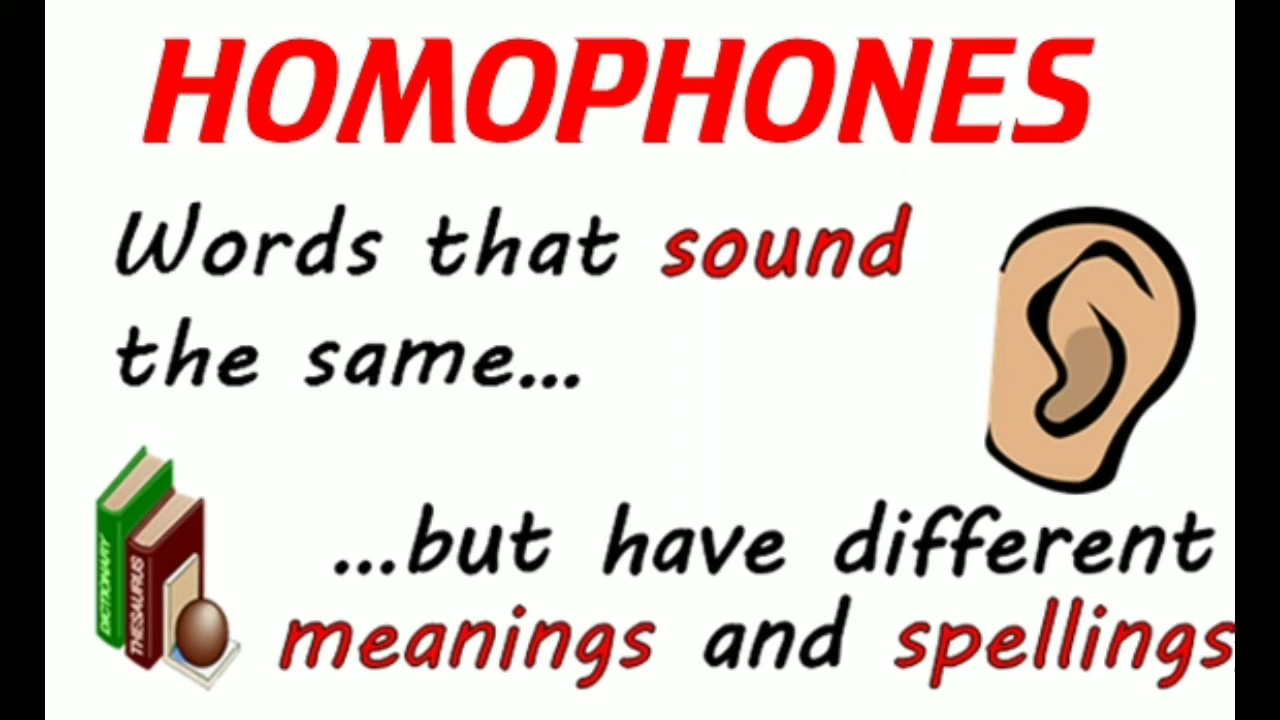 HOMOPHONES
Words that sound
the same...
...but have different
meanings and spellings
DICTIONARY
THESAURUS